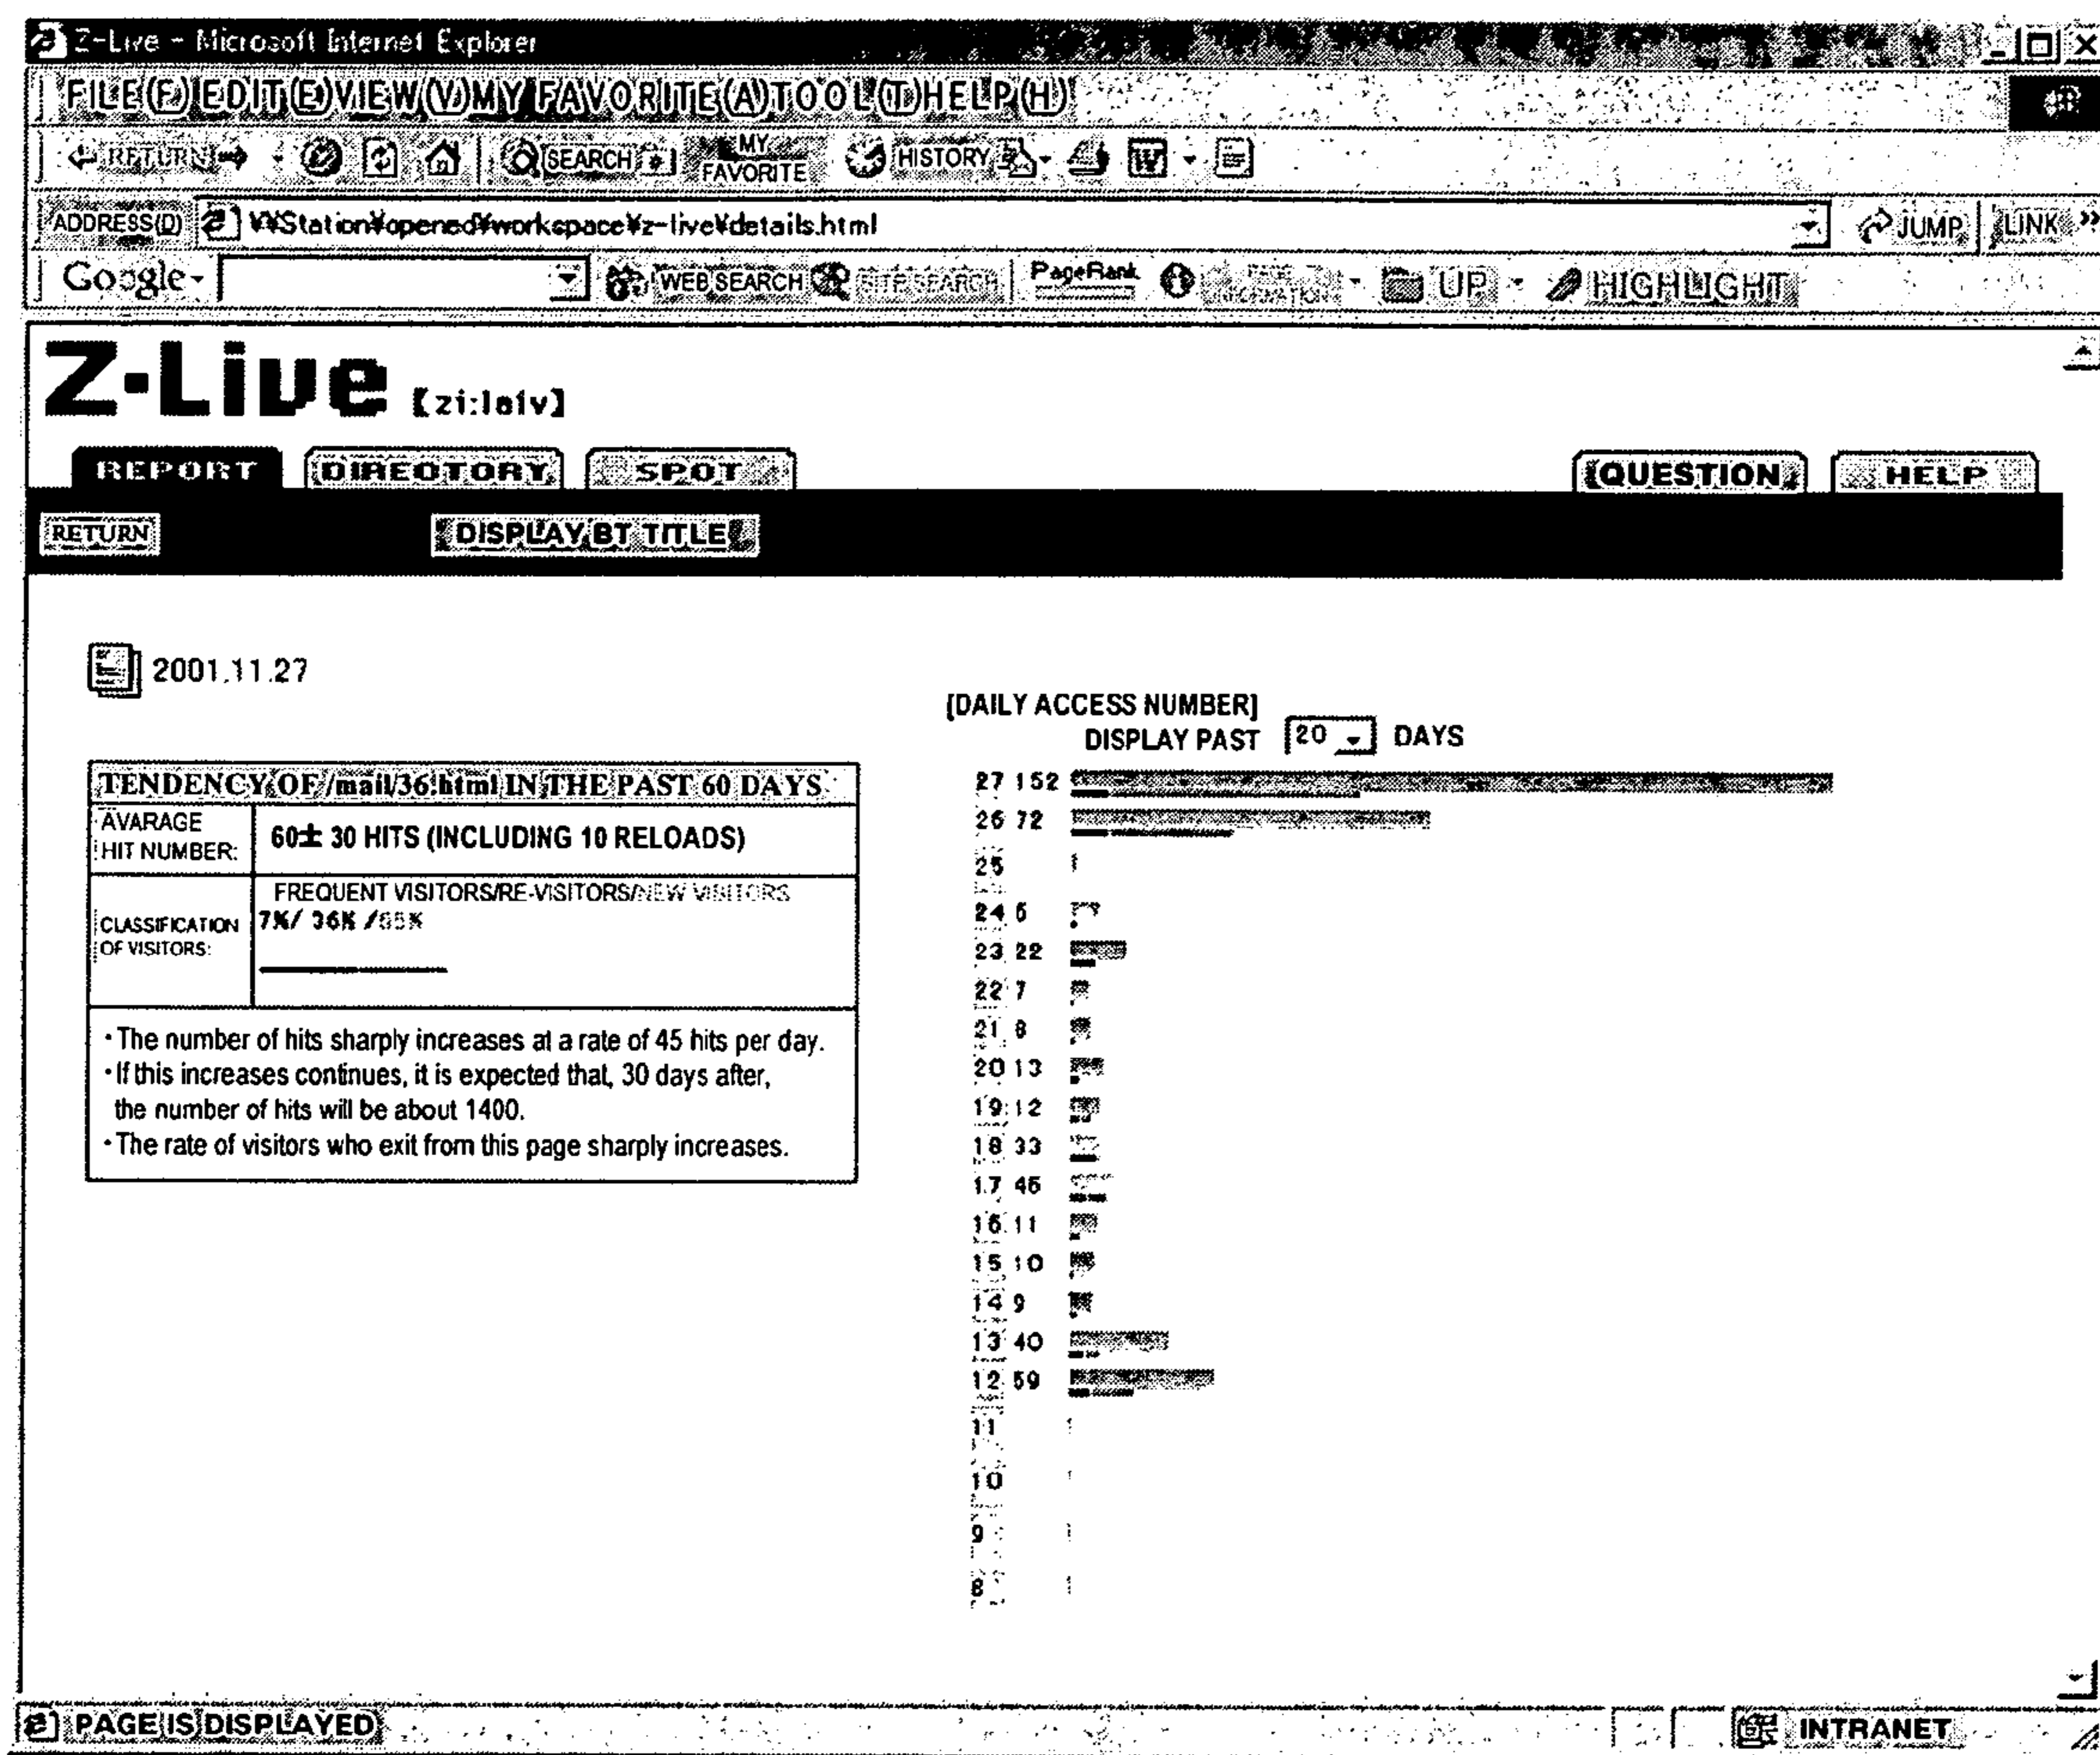 Z-Live - Microsoft Internet Explorer
FILE(F) EDIT(E) VIEW(V) MY FAVORITE(A) TOOL(T) HELP(H)
RETURN SEARCH MY FAVORITE HISTORY
ADDRESS(D) ¥¥Station¥opened¥workspace¥z-live¥details.html JUMP LINK »
Google WEB SEARCH SITE SEARCH PageRank PAGE INFORMATION UP HIGHLIGHT
Z-Live 【zi:laiv】
REPORT DIREOTORY SPOT QUESTION HELP
RETURN DISPLAY BT TITLE
2001.11.27
[DAILY ACCESS NUMBER]
DISPLAY PAST 20 DAYS
TENDENCY OF /mail/36.html IN THE PAST 60 DAYS
AVARAGE
HIT NUMBER:
60± 30 HITS (INCLUDING 10 RELOADS)
CLASSIFICATION
OF VISITORS:
FREQUENT VISITORS/RE-VISITORS/NEW VISITORS
7%/ 36% /
・The number of hits sharply increases at a rate of 45 hits per day.
・If this increases continues, it is expected that, 30 days after,
the number of hits will be about 1400.
・The rate of visitors who exit from this page sharply increases.
27 152
26 72
25
24
23 22
22 7
21 8
20 13
19 12
18 33
17
16 11
15 10
14 9
13 40
12 59
11
10
9
8
PAGE IS DISPLAYED INTRANET